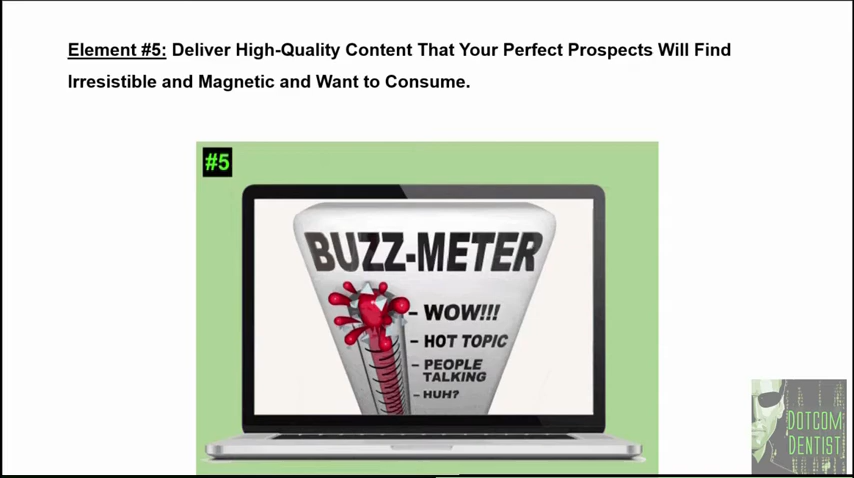 Element #5: Deliver High-Quality Content That Your Perfect Prospects Will Find
Irresistible and Magnetic and Want to Consume.
#5
BUZZ-METER
- WOW!!!
- HOT TOPIC
- PEOPLE
TALKING
- HUH?
DOTCOM
DENTIST